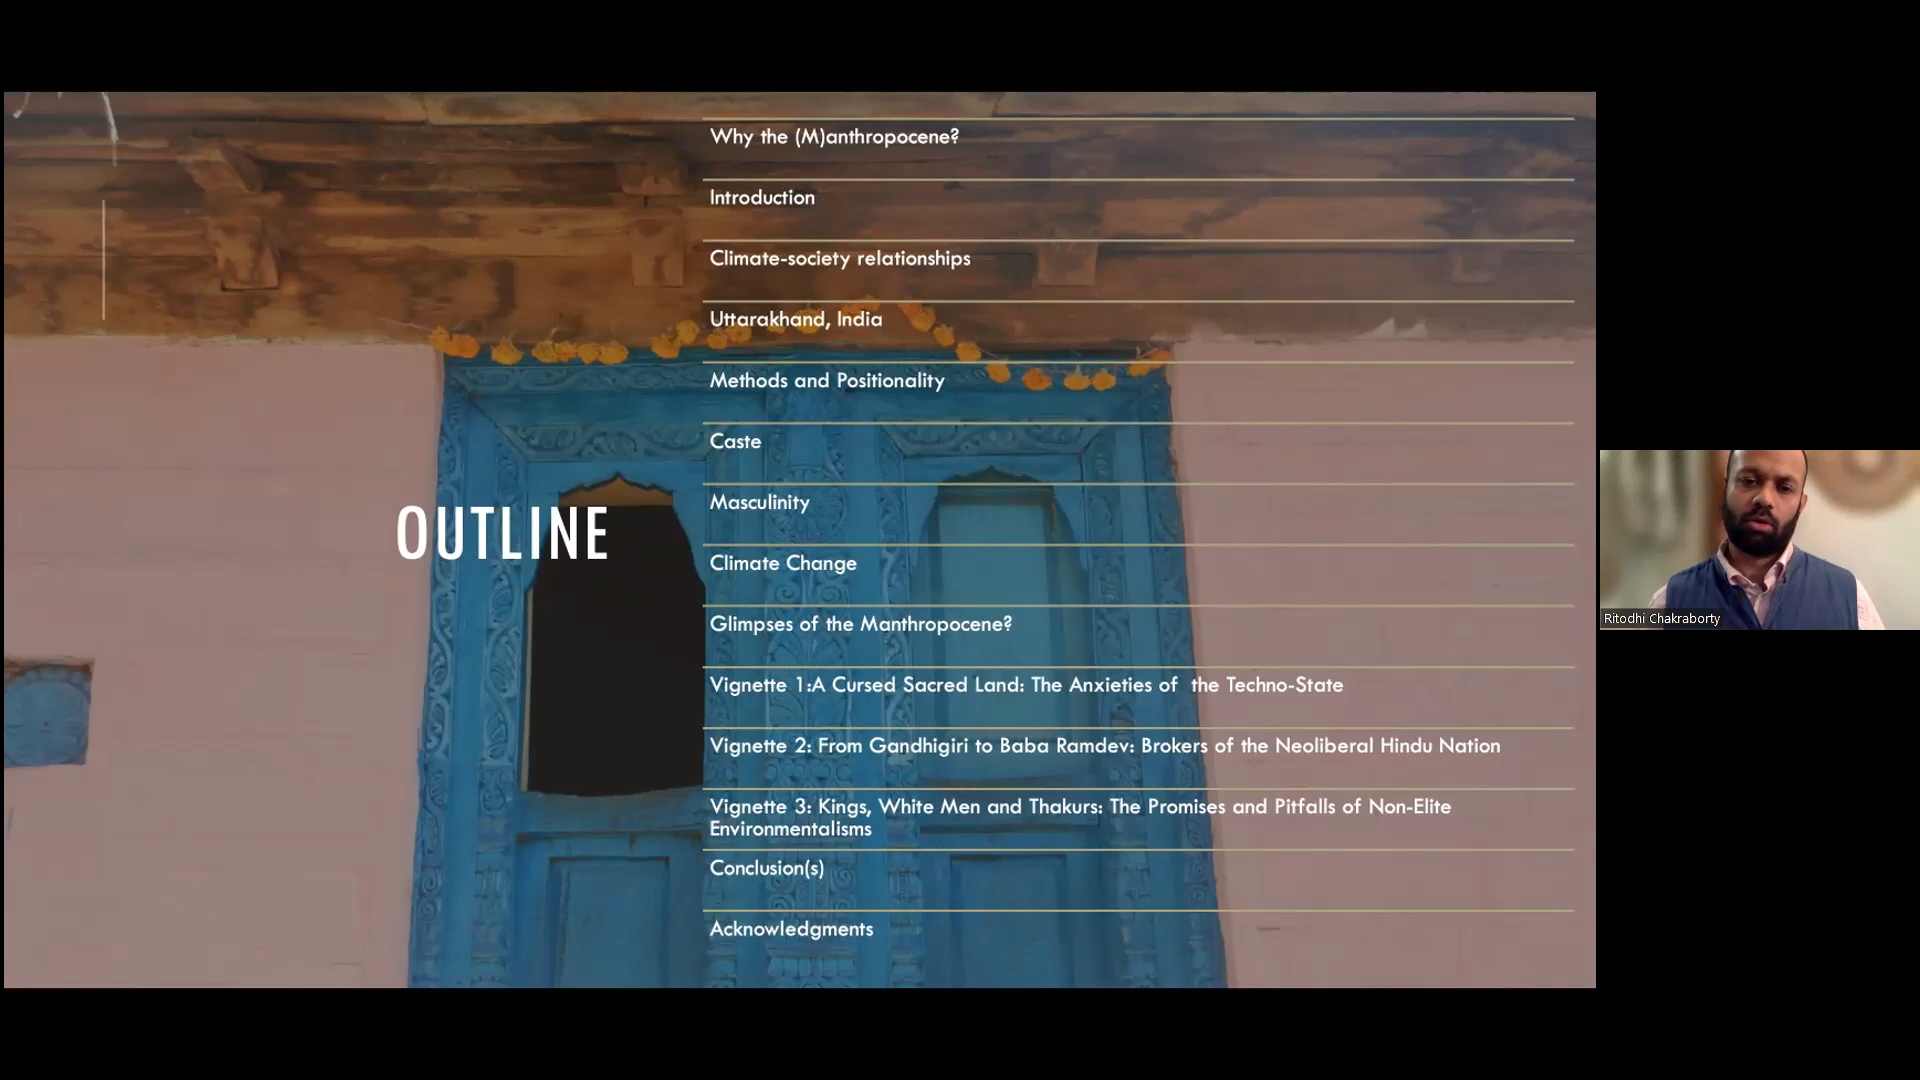 OUTLINE
Why the (M)anthropocene?
Introduction
Climate-society relationships
Uttarakhand, India
Methods and Positionality
Caste
Masculinity
Climate Change
Glimpses of the Manthropocene?
Vignette 1:A Cursed Sacred Land: The Anxieties of  the Techno-State
Vignette 2: From Gandhigiri to Baba Ramdev: Brokers of the Neoliberal Hindu Nation
Vignette 3: Kings, White Men and Thakurs: The Promises and Pitfalls of Non-Elite
Environmentalisms
Conclusion(s)
Acknowledgments
Ritodhi Chakraborty